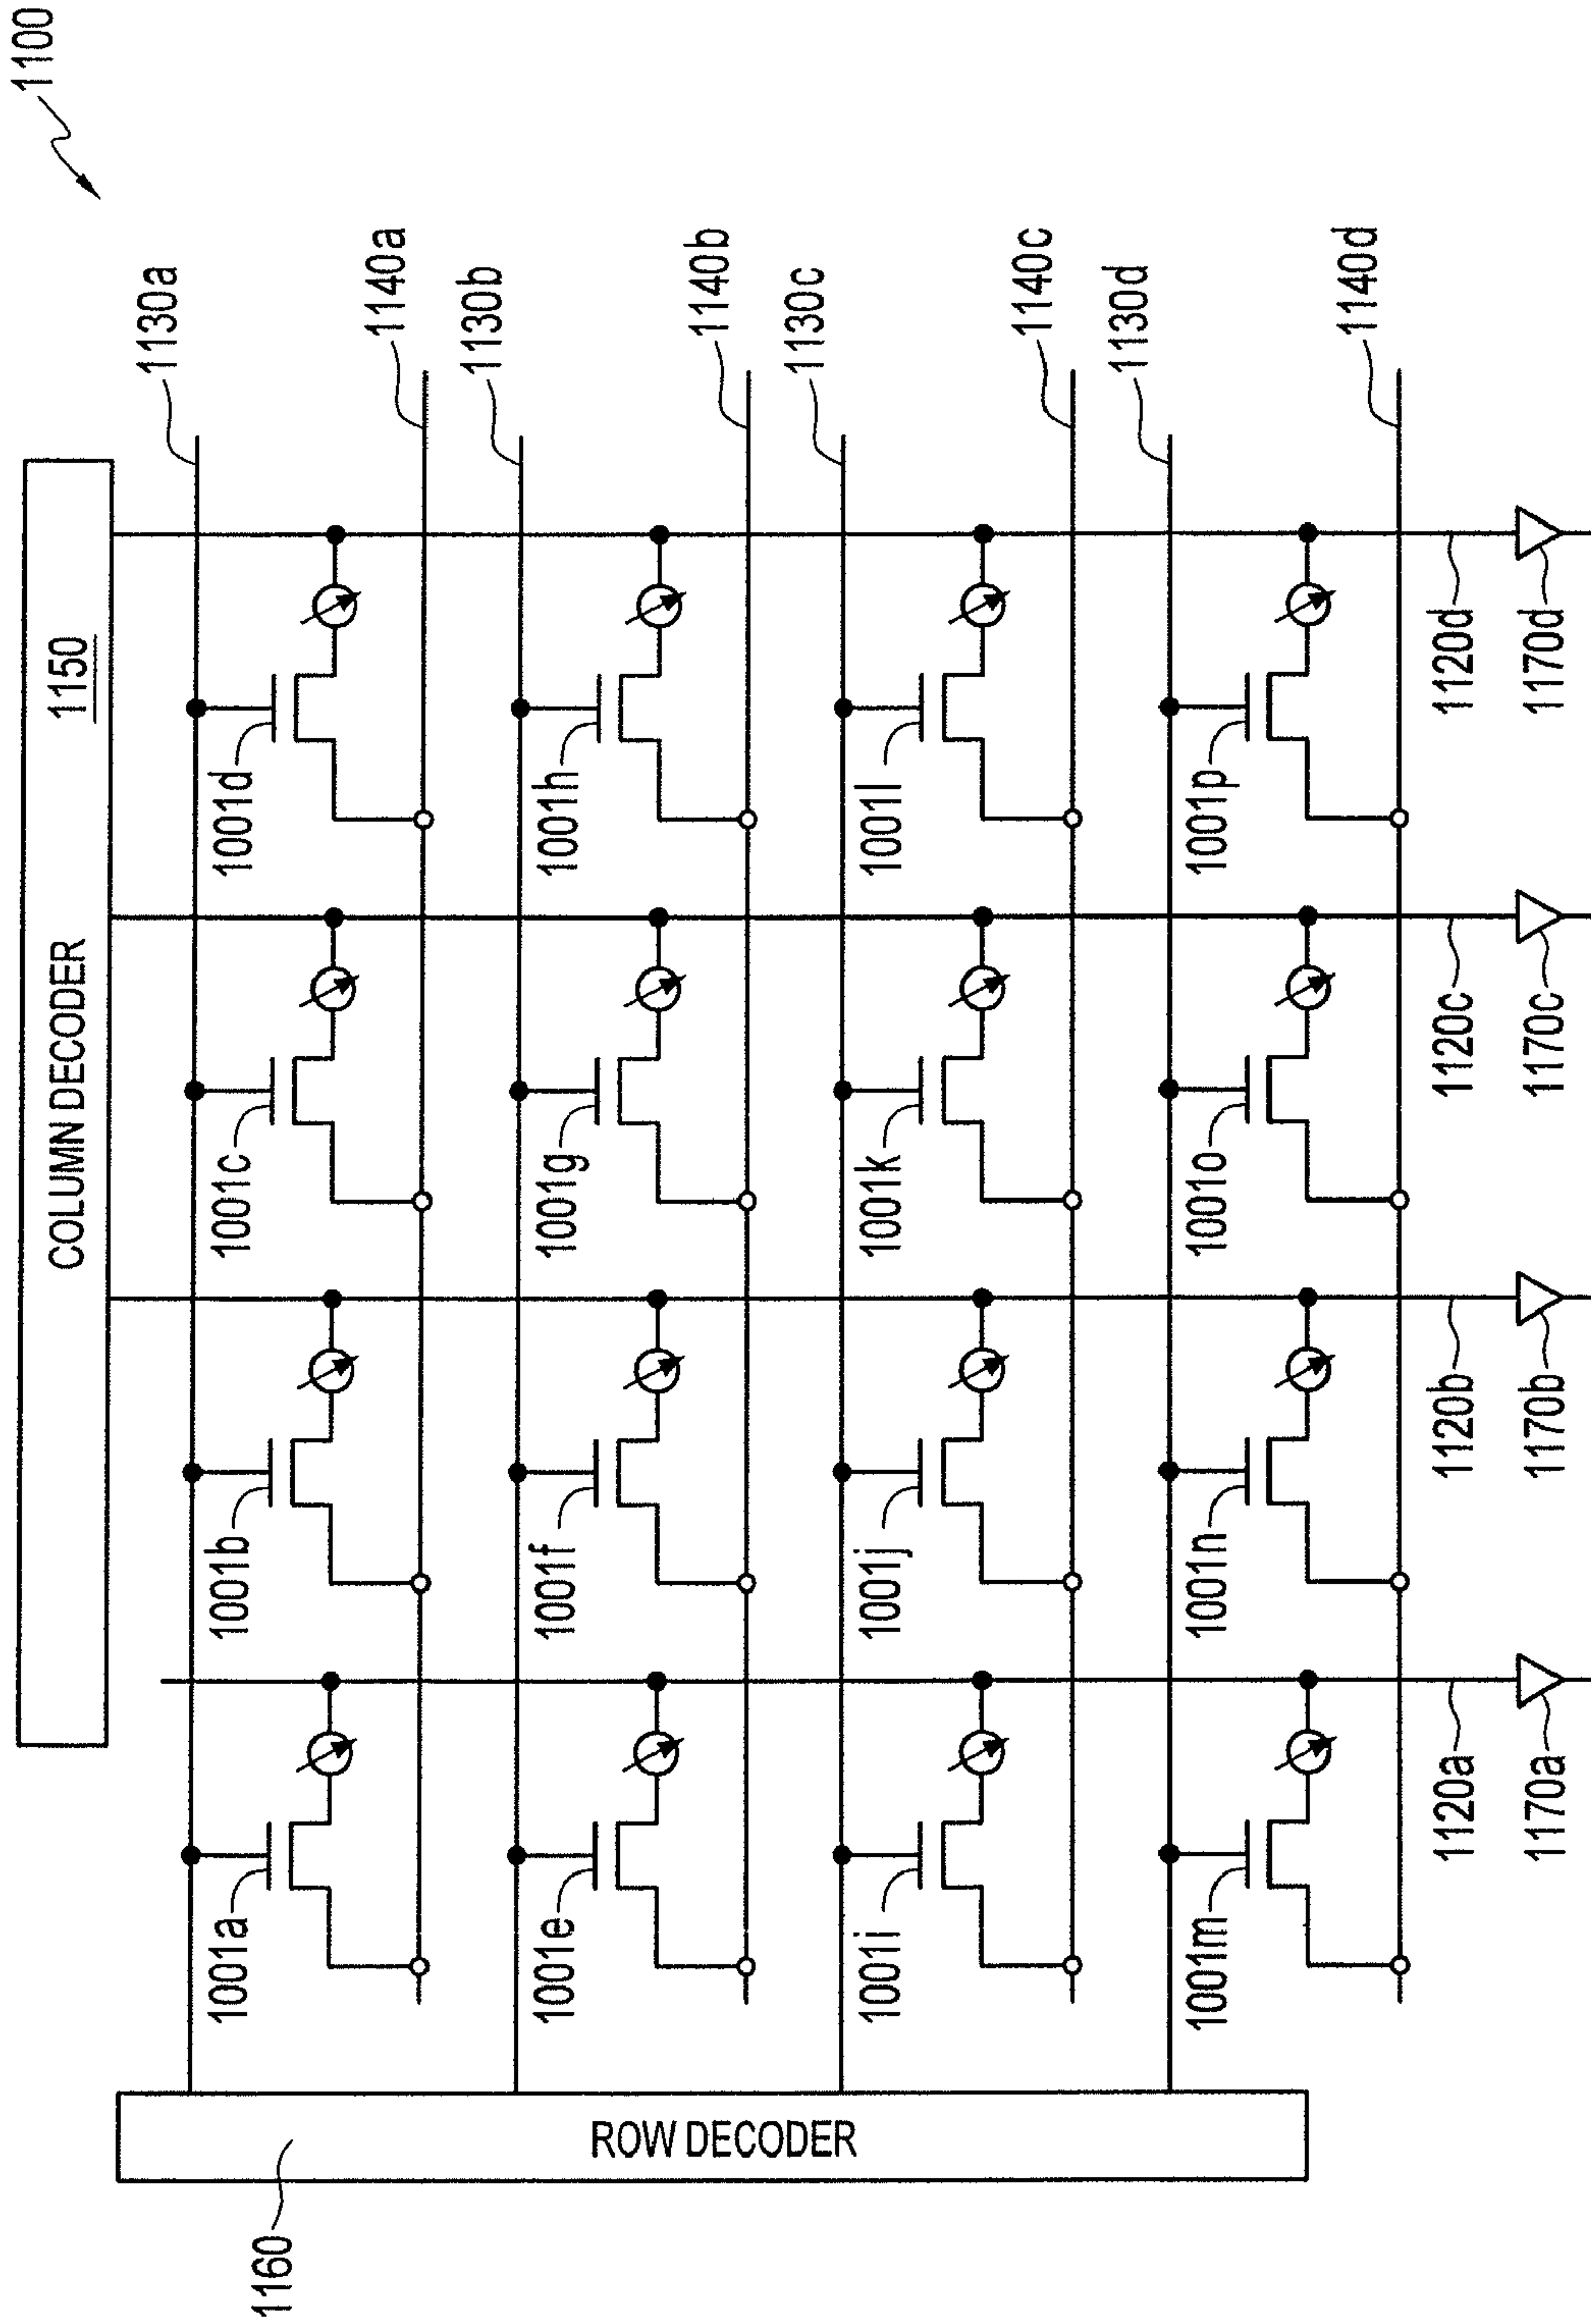 1100
COLUMN DECODER
1150
1130a
1001a
1001b
1001c
1001d
1140a
1130b
1001e
1001f
1001g
1001h
1140b
1130c
1001i
1001j
1001k
1001l
1140c
1130d
1001m
1001n
1001o
1001p
1140d
1160
ROW DECODER
1120a
1120b
1120c
1120d
1170a
1170b
1170c
1170d